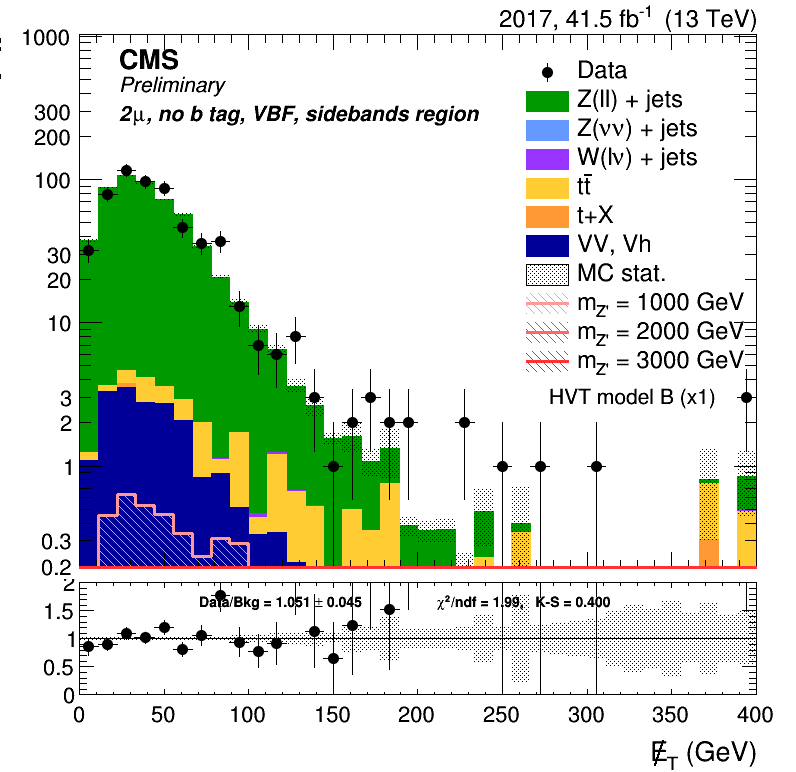 2017, 41.5 fb⁻¹ (13 TeV)
CMS
Preliminary
2μ, no b tag, VBF, sidebands region
Data
Z(ll) + jets
Z(νν) + jets
W(lν) + jets
tt̄
t+X
VV, Vh
MC stat.
m_Z' = 1000 GeV
m_Z' = 2000 GeV
m_Z' = 3000 GeV
HVT model B (x1)
1000
300
200
100
30
20
10
3
2
1
0.3
0.2
Data/Bkg = 1.051 ± 0.045 χ²/ndf = 1.99, K-S = 0.400
2
1.5
1
0.5
0
0 50 100 150 200 250 300 350 400
E̸_T (GeV)